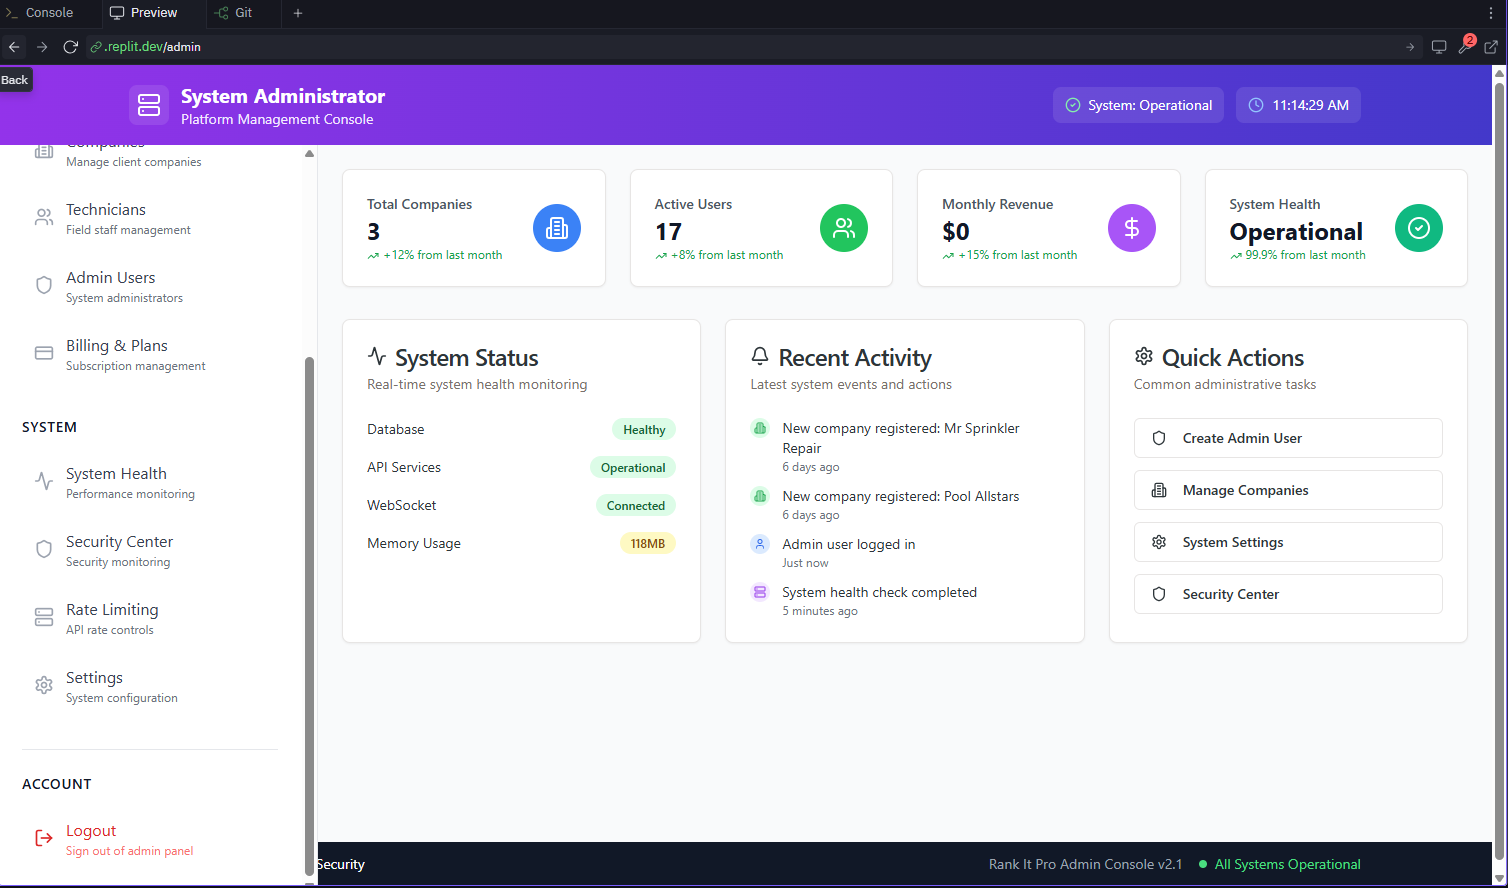 Console
Preview
Git
.replit.dev/admin
2
Back
System Administrator
Platform Management Console
System: Operational
11:14:29 AM
Companies
Manage client companies
Technicians
Field staff management
Admin Users
System administrators
Billing & Plans
Subscription management
SYSTEM
System Health
Performance monitoring
Security Center
Security monitoring
Rate Limiting
API rate controls
Settings
System configuration
ACCOUNT
Logout
Sign out of admin panel
Total Companies
3
+12% from last month
Active Users
17
+8% from last month
Monthly Revenue
$0
+15% from last month
System Health
Operational
99.9% from last month
System Status
Real-time system health monitoring
Database Healthy
API Services Operational
WebSocket Connected
Memory Usage 118MB
Recent Activity
Latest system events and actions
New company registered: Mr Sprinkler
Repair
6 days ago
New company registered: Pool Allstars
6 days ago
Admin user logged in
Just now
System health check completed
5 minutes ago
Quick Actions
Common administrative tasks
Create Admin User
Manage Companies
System Settings
Security Center
Security
Rank It Pro Admin Console v2.1
All Systems Operational